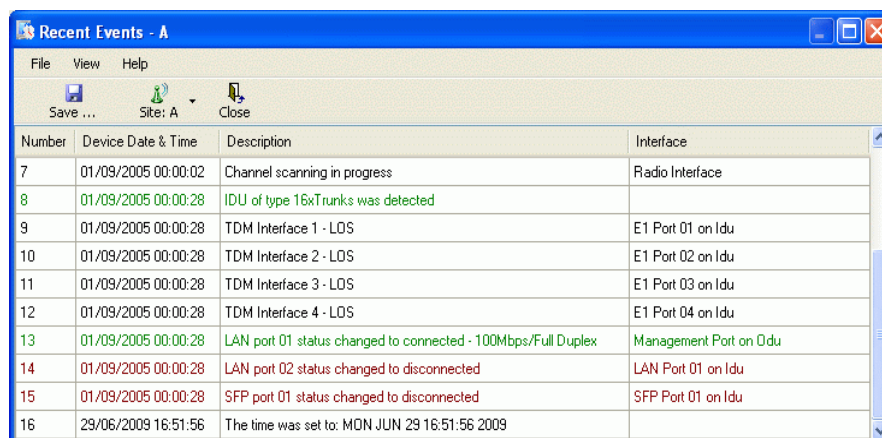 Recent Events - A
File View Help
Save ... Site: A Close
Number Device Date & Time Description Interface
7 01/09/2005 00:00:02 Channel scanning in progress Radio Interface
8 01/09/2005 00:00:28 IDU of type 16xTrunks was detected
9 01/09/2005 00:00:28 TDM Interface 1 - LOS E1 Port 01 on Idu
10 01/09/2005 00:00:28 TDM Interface 2 - LOS E1 Port 02 on Idu
11 01/09/2005 00:00:28 TDM Interface 3 - LOS E1 Port 03 on Idu
12 01/09/2005 00:00:28 TDM Interface 4 - LOS E1 Port 04 on Idu
13 01/09/2005 00:00:28 LAN port 01 status changed to connected - 100Mbps/Full Duplex Management Port on Odu
14 01/09/2005 00:00:28 LAN port 02 status changed to disconnected LAN Port 01 on Idu
15 01/09/2005 00:00:28 SFP port 01 status changed to disconnected SFP Port 01 on Idu
16 29/06/2009 16:51:56 The time was set to: MON JUN 29 16:51:56 2009